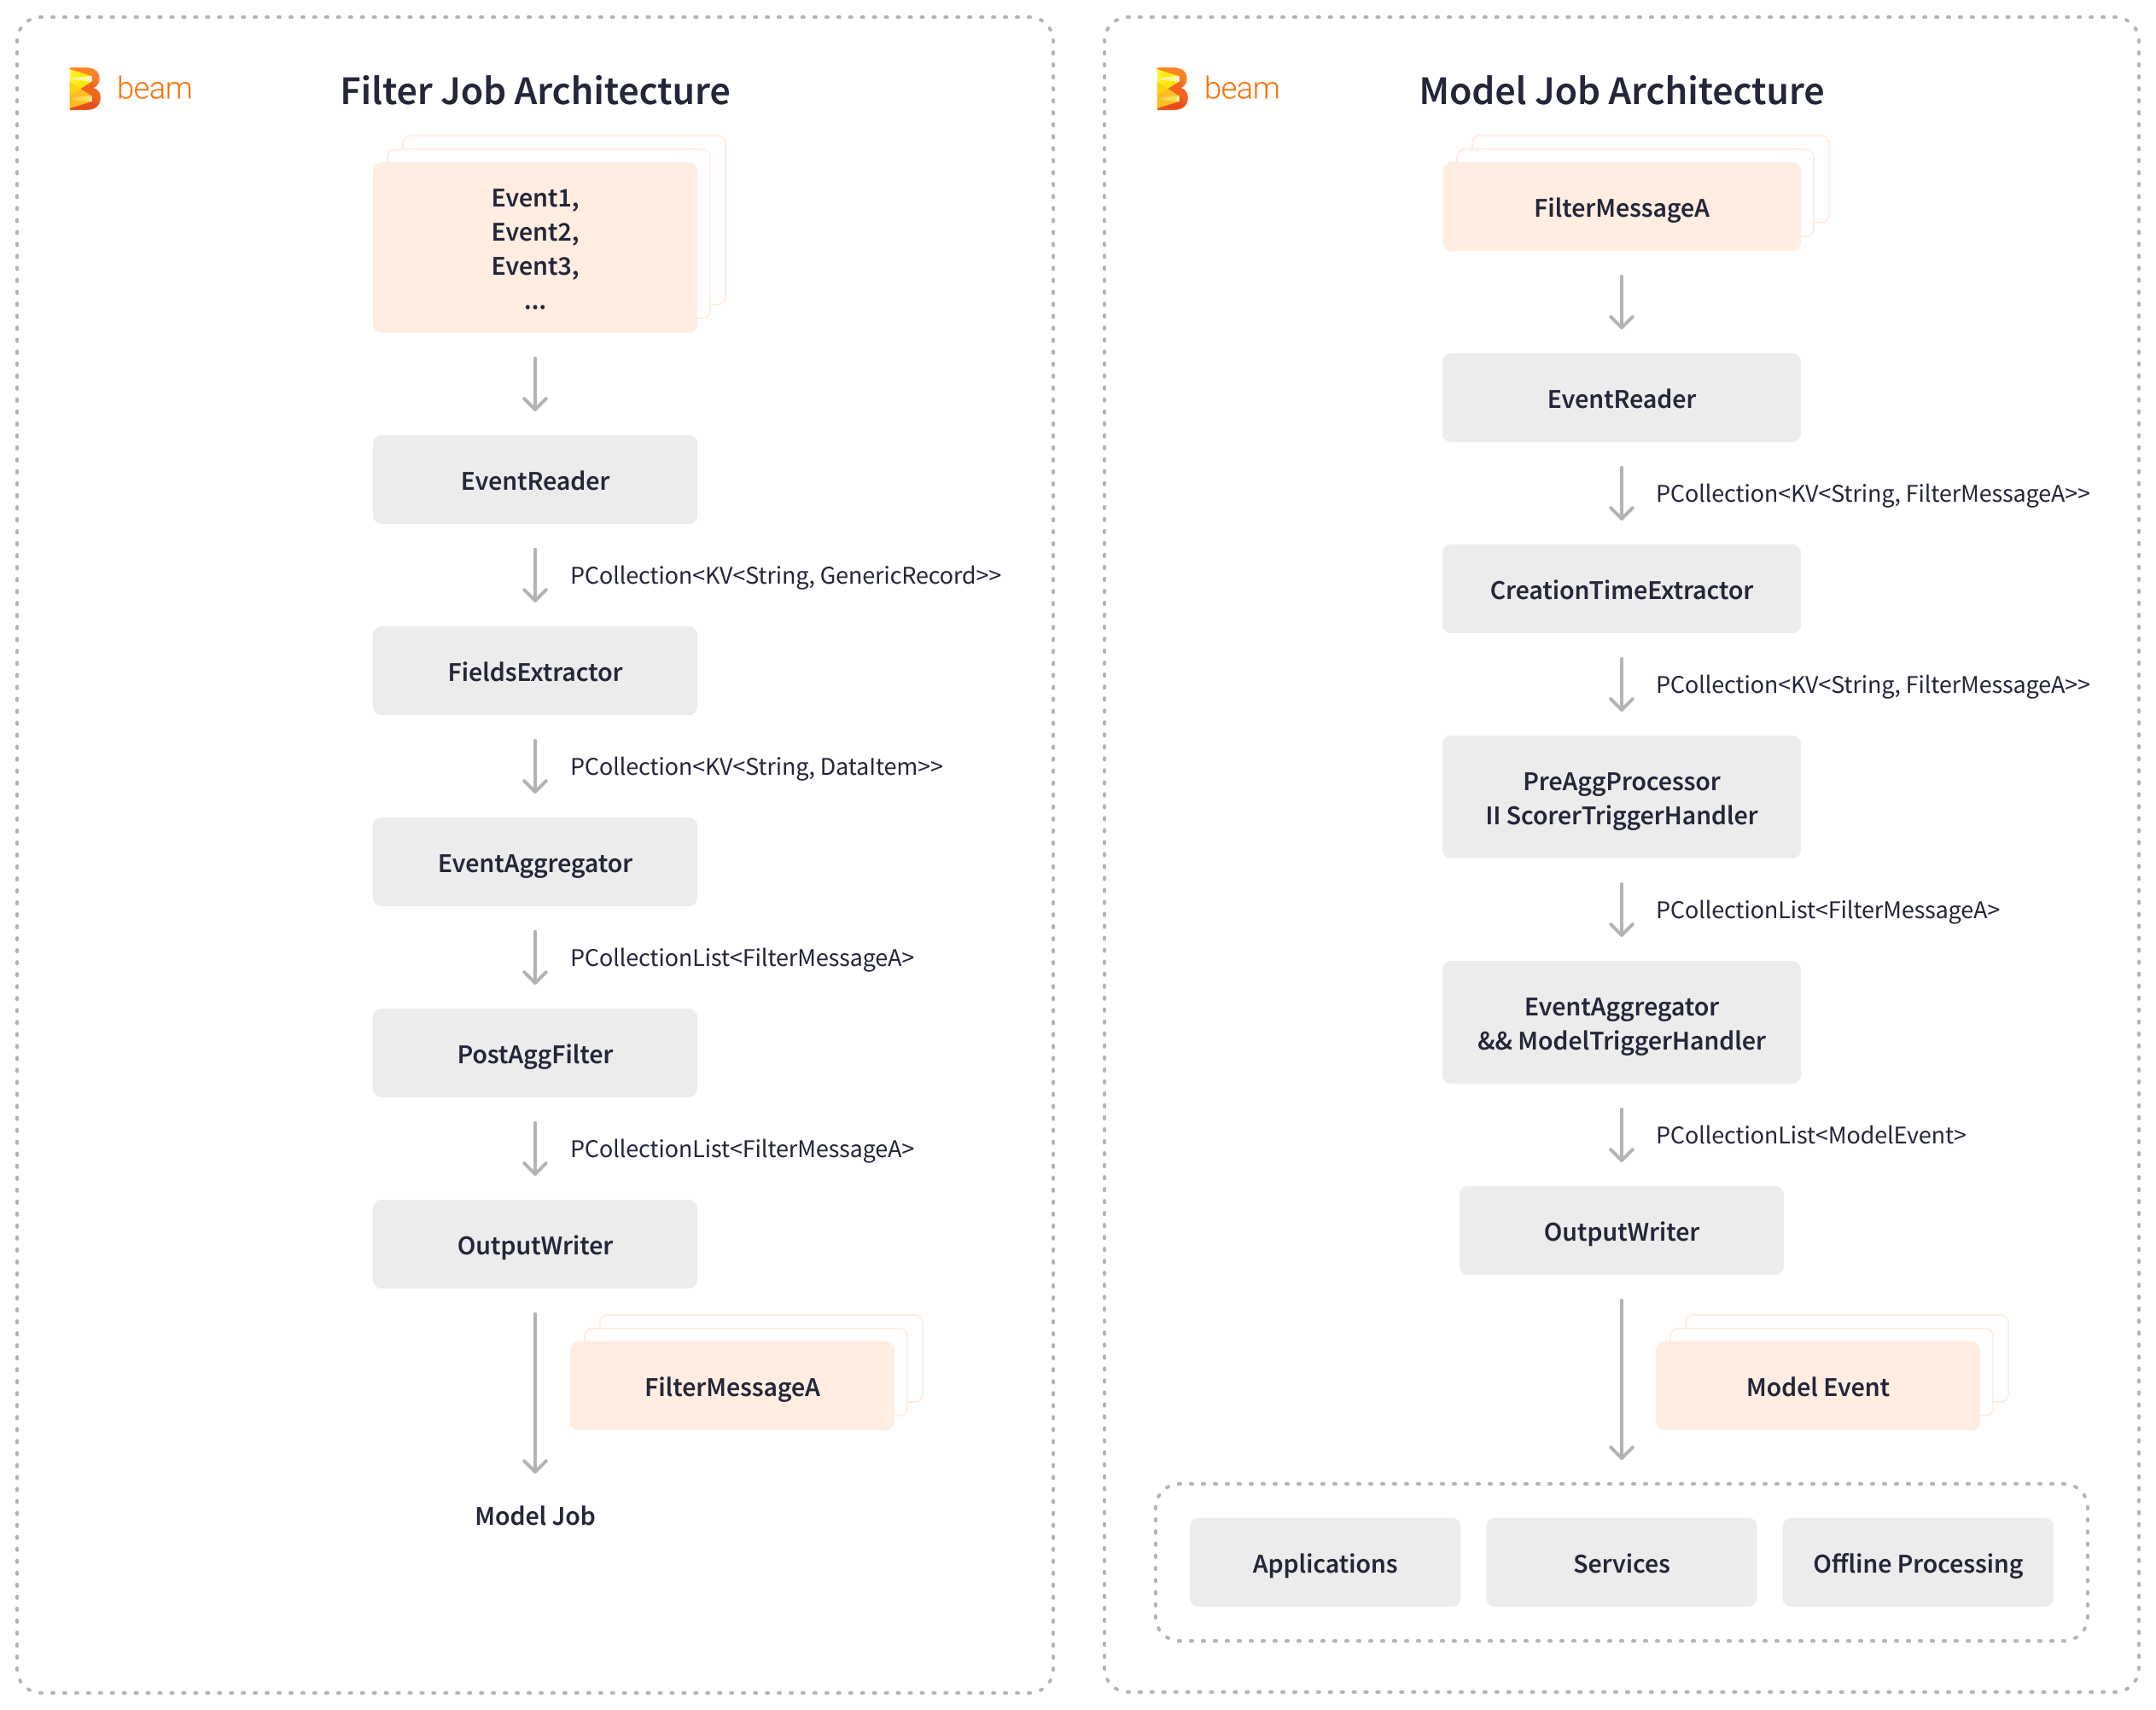 beam
Filter Job Architecture
Event1,
Event2,
Event3,
...
EventReader
PCollection<KV<String, GenericRecord>>
FieldsExtractor
PCollection<KV<String, DataItem>>
EventAggregator
PCollectionList<FilterMessageA>
PostAggFilter
PCollectionList<FilterMessageA>
OutputWriter
FilterMessageA
Model Job
beam
Model Job Architecture
FilterMessageA
EventReader
PCollection<KV<String, FilterMessageA>>
CreationTimeExtractor
PCollection<KV<String, FilterMessageA>>
PreAggProcessor
II ScorerTriggerHandler
PCollectionList<FilterMessageA>
EventAggregator
&& ModelTriggerHandler
PCollectionList<ModelEvent>
OutputWriter
Model Event
Applications
Services
Offline Processing